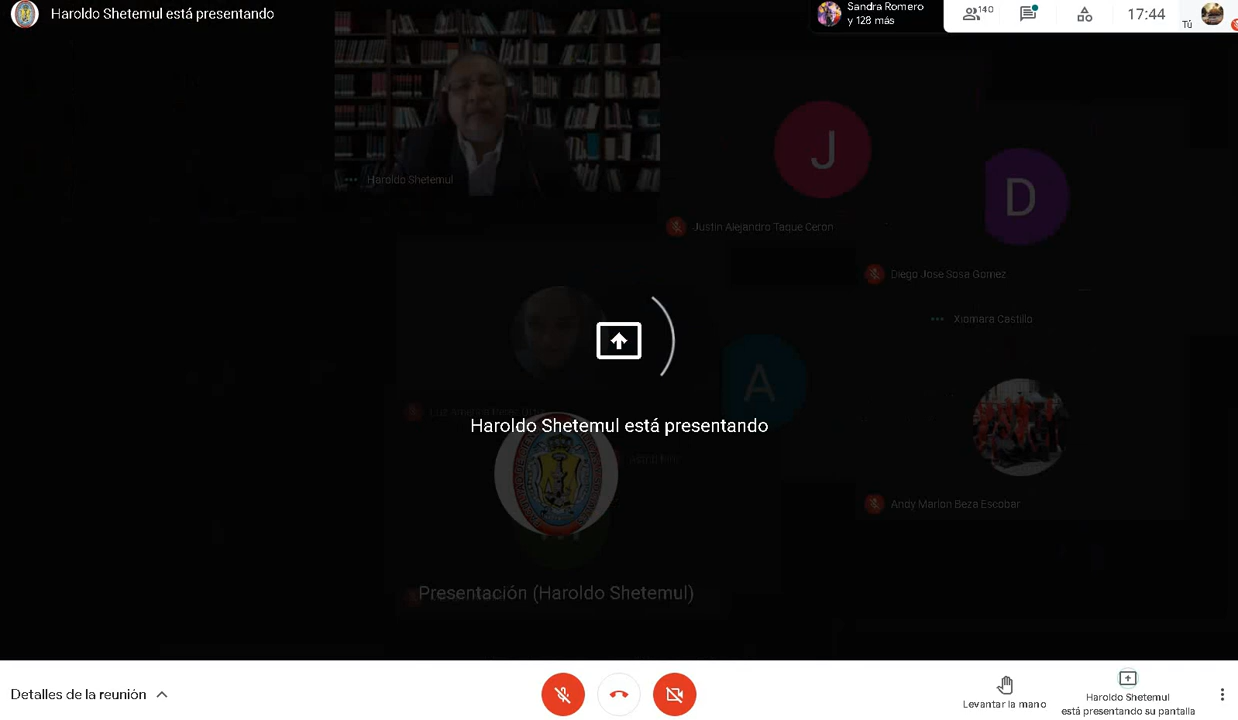 Haroldo Shetemul está presentando
Sandra Romero
y 128 más
140
17:44
Tú
Haroldo Shetemul
J
Justin Alejandro Taque Ceron
D
Diego Jose Sosa Gomez
Xiomara Castillo
A
Haroldo Shetemul está presentando
Andy Marlon Beza Escobar
Presentación (Haroldo Shetemul)
Detalles de la reunión
Levantar la mano
Haroldo Shetemul
está presentando su pantalla